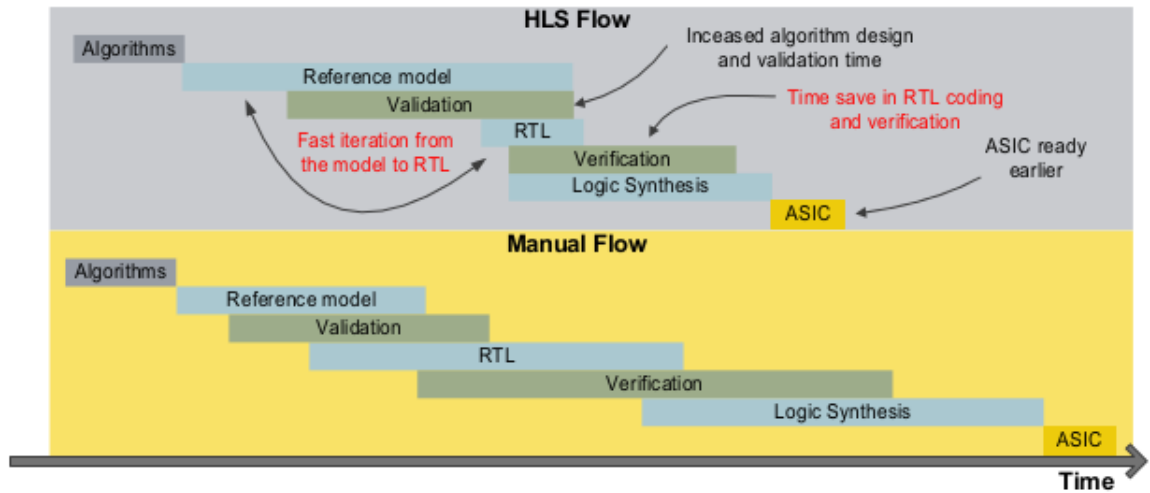 HLS Flow
Algorithms
Inceased algorithm design
and validation time
Reference model
Validation
Time save in RTL coding
and verification
RTL
Fast iteration from
the model to RTL
Verification
ASIC ready
earlier
Logic Synthesis
ASIC
Manual Flow
Algorithms
Reference model
Validation
RTL
Verification
Logic Synthesis
ASIC
Time